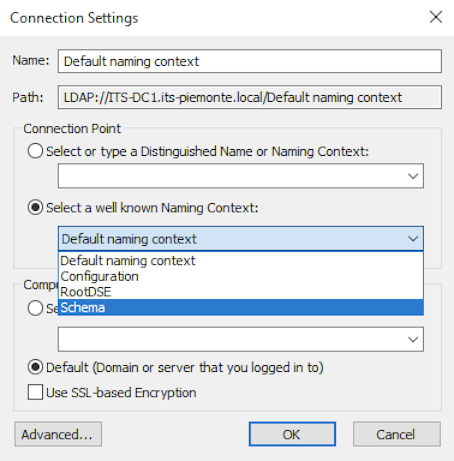 Connection Settings
Name:
Default naming context
Path:
LDAP://ITS-DC1.its-piemonte.local/Default naming context
Connection Point
Select or type a Distinguished Name or Naming Context:
Select a well known Naming Context:
Default naming context
Default naming context
Configuration
RootDSE
Schema
Compu
Se
Default (Domain or server that you logged in to)
Use SSL-based Encryption
Advanced...
OK
Cancel